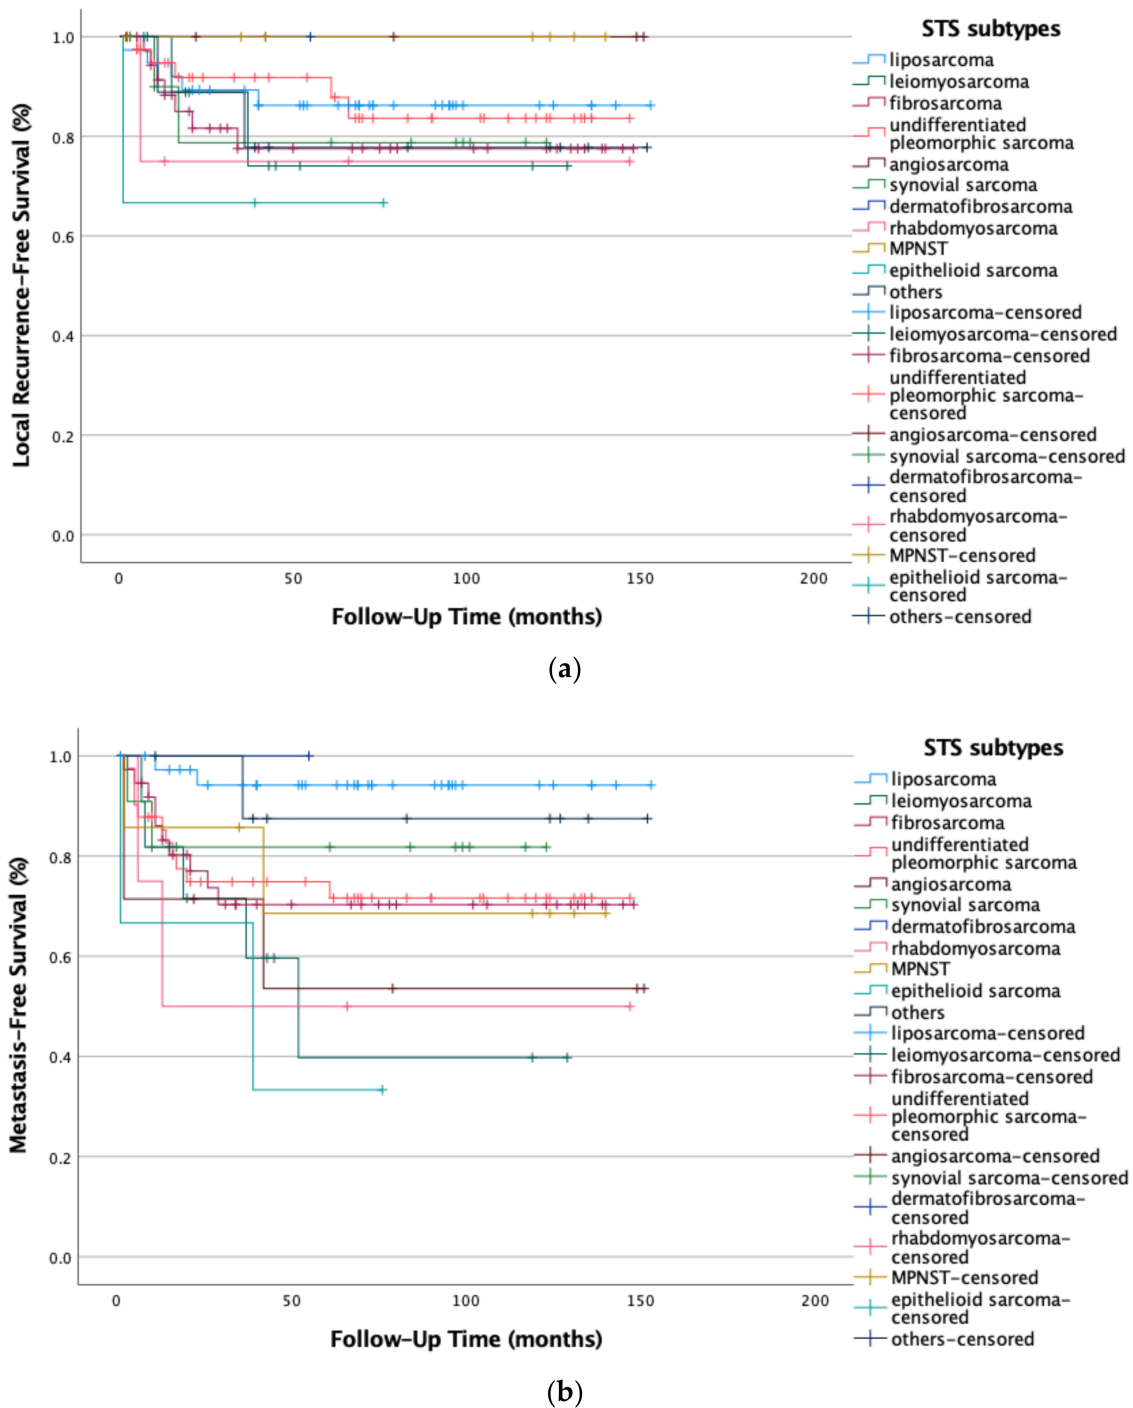 STS subtypes
liposarcoma
leiomyosarcoma
fibrosarcoma
undifferentiated
pleomorphic sarcoma
angiosarcoma
synovial sarcoma
dermatofibrosarcoma
rhabdomyosarcoma
MPNST
epithelioid sarcoma
others
liposarcoma-censored
leiomyosarcoma-censored
fibrosarcoma-censored
undifferentiated
pleomorphic sarcoma-
censored
angiosarcoma-censored
synovial sarcoma-censored
dermatofibrosarcoma-
censored
rhabdomyosarcoma-
censored
MPNST-censored
epithelioid sarcoma-
censored
others-censored
Local Recurrence-Free Survival (%)
1.0
0.8
0.6
0.4
0.2
0.0
0 50 100 150 200
Follow-Up Time (months)
(a)
STS subtypes
liposarcoma
leiomyosarcoma
fibrosarcoma
undifferentiated
pleomorphic sarcoma
angiosarcoma
synovial sarcoma
dermatofibrosarcoma
rhabdomyosarcoma
MPNST
epithelioid sarcoma
others
liposarcoma-censored
leiomyosarcoma-censored
fibrosarcoma-censored
undifferentiated
pleomorphic sarcoma-
censored
angiosarcoma-censored
synovial sarcoma-censored
dermatofibrosarcoma-
censored
rhabdomyosarcoma-
censored
MPNST-censored
epithelioid sarcoma-
censored
others-censored
Metastasis-Free Survival (%)
1.0
0.8
0.6
0.4
0.2
0.0
0 50 100 150 200
Follow-Up Time (months)
(b)